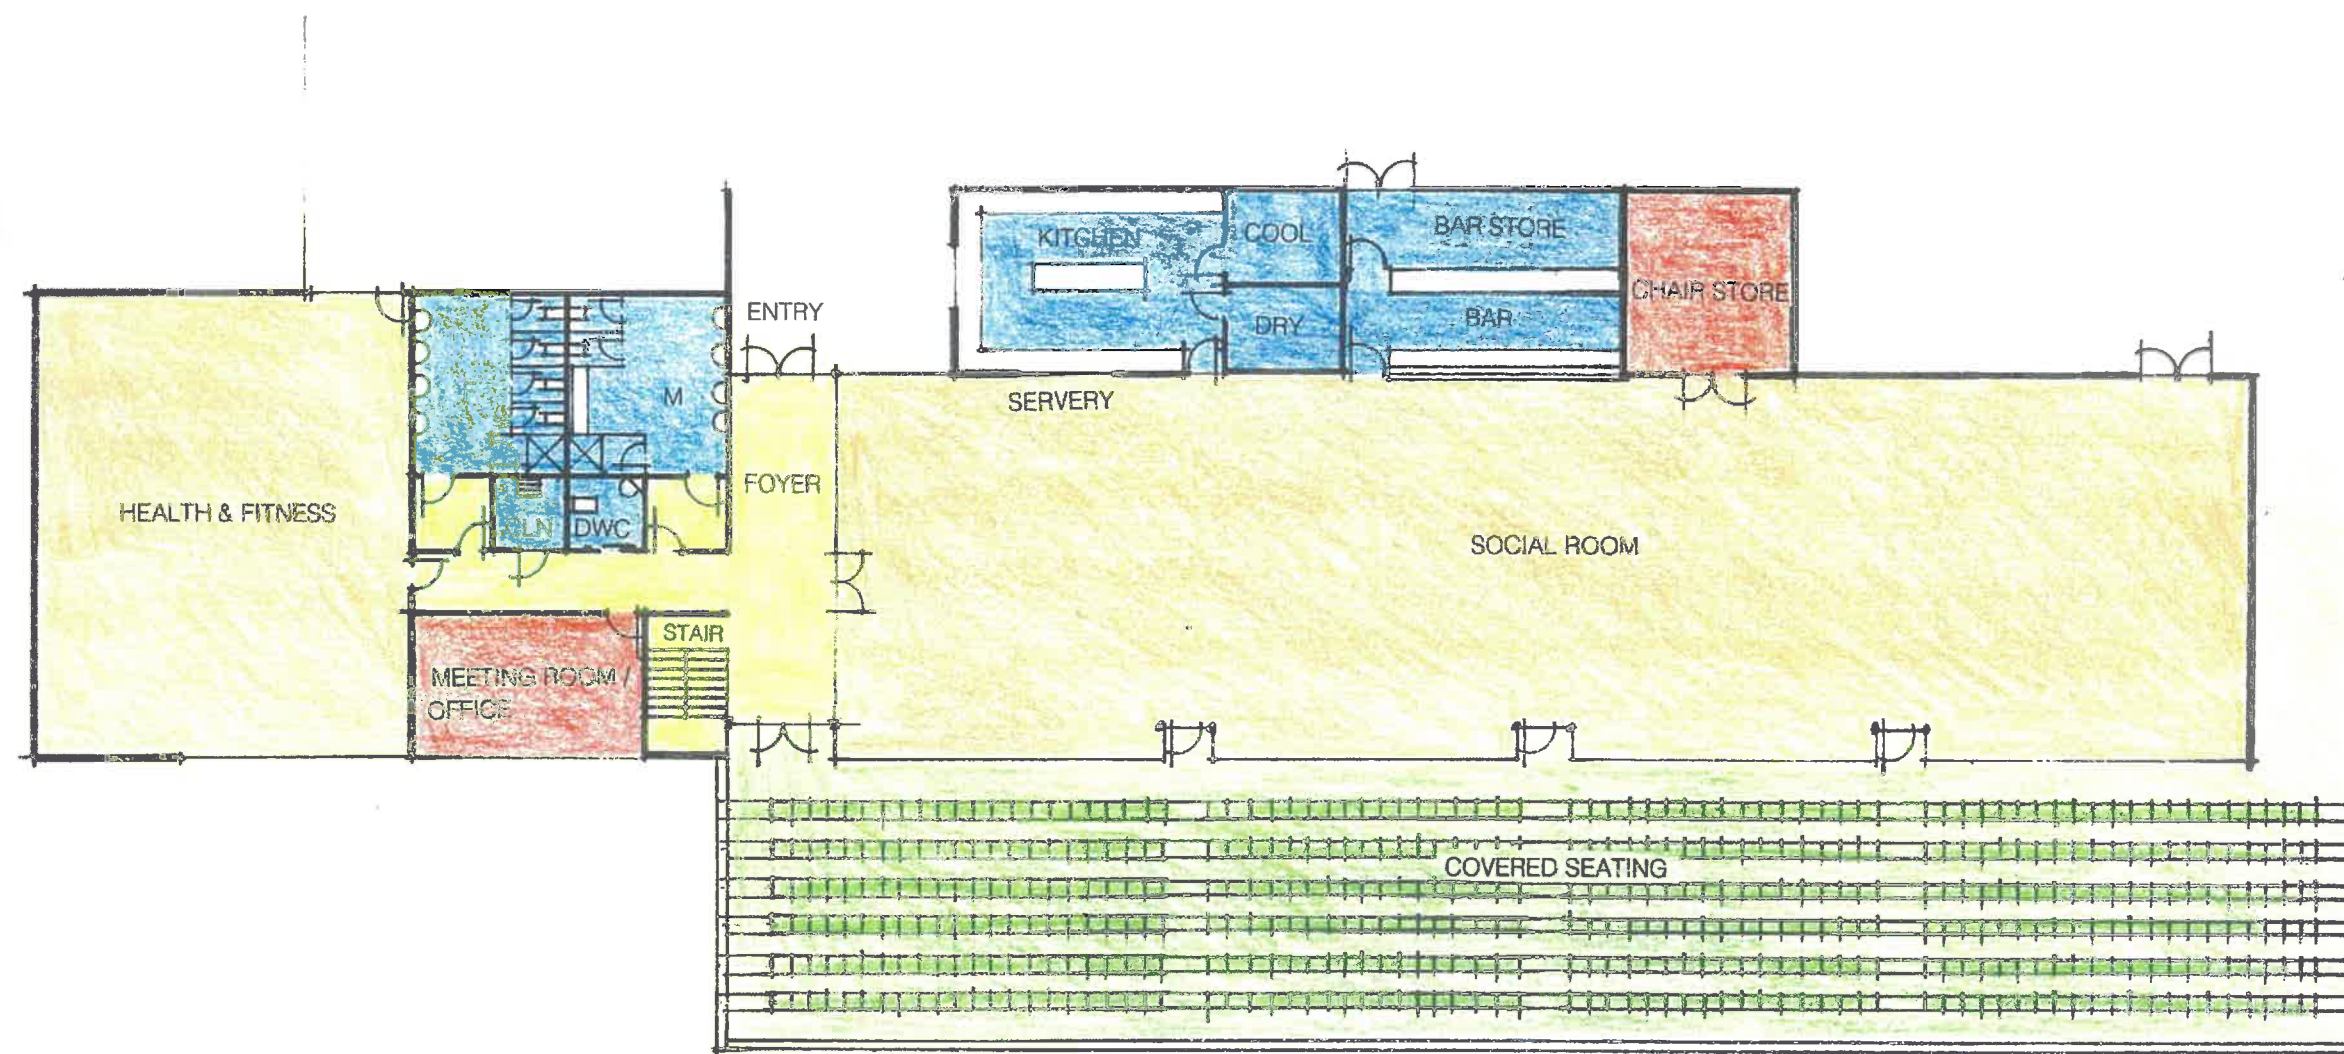 KITCHEN
COOL
BAR STORE
CHAIR STORE
ENTRY
DRY
BAR
M
SERVERY
FOYER
HEALTH & FITNESS
CLN
DWC
SOCIAL ROOM
STAIR
MEETING ROOM /
OFFICE
COVERED SEATING